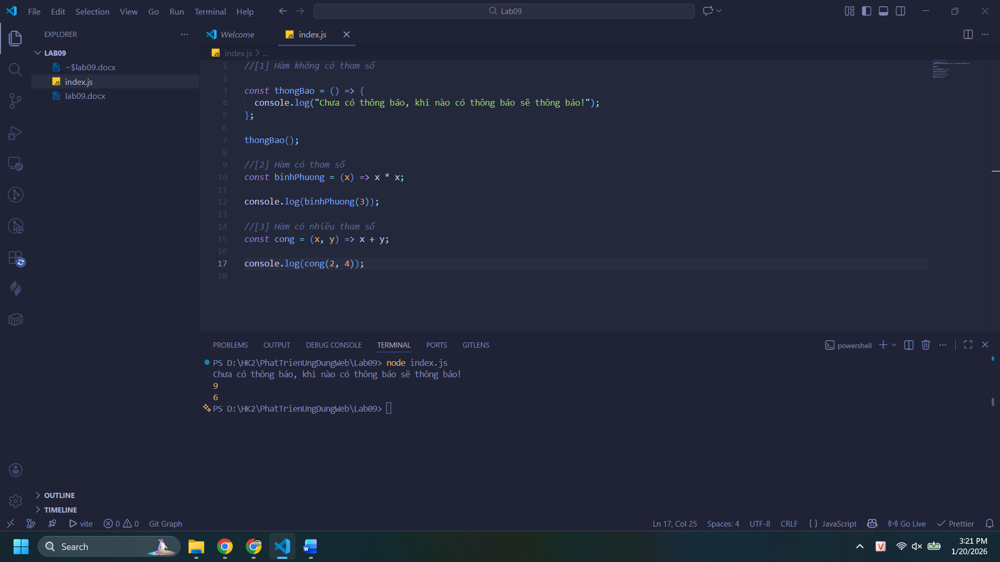 File Edit Selection View Go Run Terminal Help
Lab09
EXPLORER
LAB09
~$lab09.docx
index.js
lab09.docx
OUTLINE
TIMELINE
Welcome
index.js
index.js > ...
1 //[1] Hàm không có tham số
2
3 const thongBao = () => {
4 console.log("Chưa có thông báo, khi nào có thông báo sẽ thông báo!");
5 };
6
7 thongBao();
8
9 //[2] Hàm có tham số
10 const binhPhuong = (x) => x * x;
11
12 console.log(binhPhuong(3));
13
14 //[3] Hàm có nhiều tham số
15 const cong = (x, y) => x + y;
16
17 console.log(cong(2, 4));
18
PROBLEMS OUTPUT DEBUG CONSOLE TERMINAL PORTS GITLENS
powershell
PS D:\HK2\PhatTrienUngDungWeb\Lab09> node index.js
Chưa có thông báo, khi nào có thông báo sẽ thông báo!
9
6
PS D:\HK2\PhatTrienUngDungWeb\Lab09>
vite 0 0 Git Graph
Ln 17, Col 25 Spaces: 4 UTF-8 CRLF { } JavaScript Go Live Prettier
Search
3:21 PM
1/20/2026